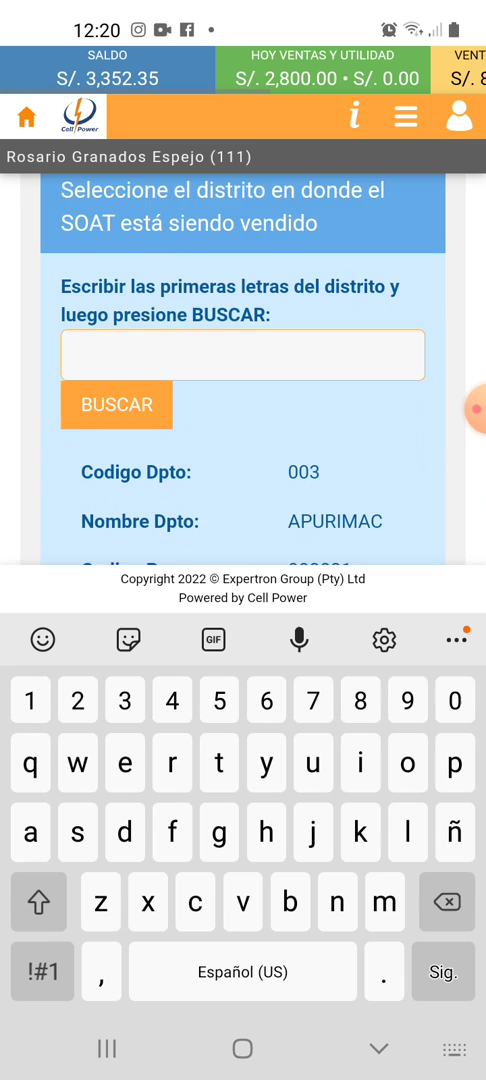 12:20
SALDO
S/. 3,352.35
HOY VENTAS Y UTILIDAD
S/. 2,800.00 • S/. 0.00
VENT
S/. 8
Cell Power
Rosario Granados Espejo (111)
Seleccione el distrito en donde el
SOAT está siendo vendido
Escribir las primeras letras del distrito y
luego presione BUSCAR:
BUSCAR
Codigo Dpto: 003
Nombre Dpto: APURIMAC
Copyright 2022 © Expertron Group (Pty) Ltd
Powered by Cell Power
GIF
1 2 3 4 5 6 7 8 9 0
q w e r t y u i o p
a s d f g h j k l ñ
z x c v b n m
!#1 , Español (US) . Sig.